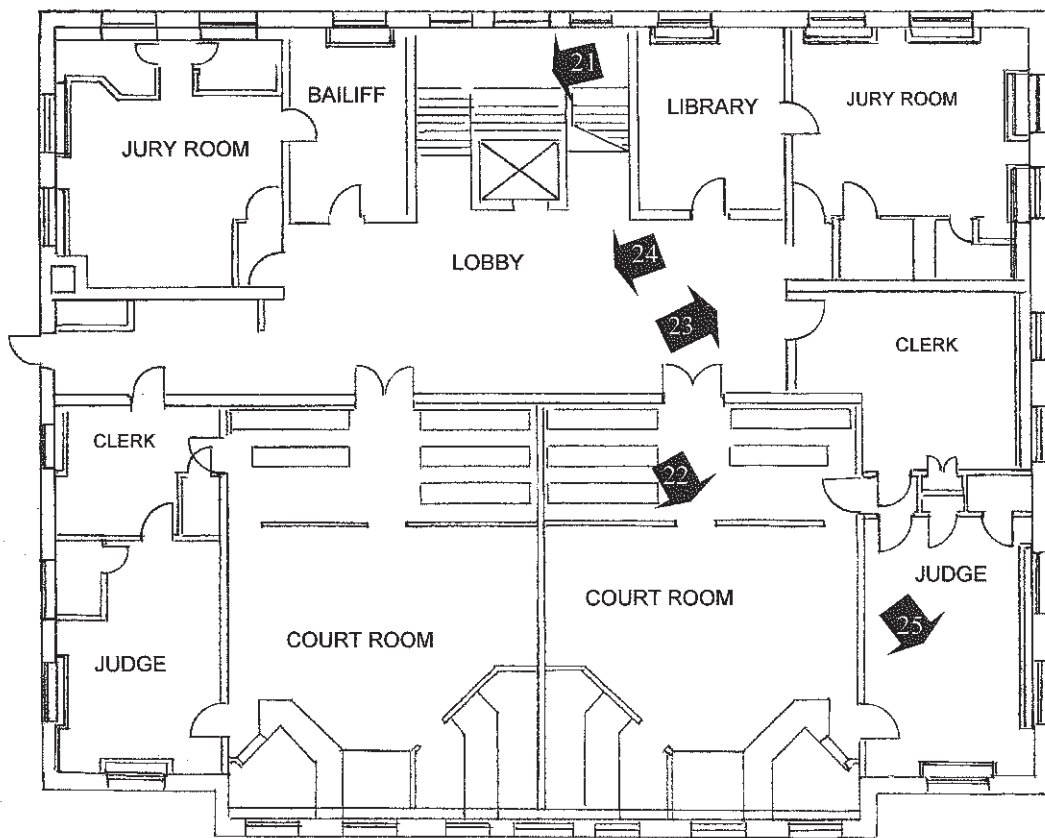 21
BAILIFF
LIBRARY
JURY ROOM
JURY ROOM
24
LOBBY
23
CLERK
CLERK
22
JUDGE
COURT ROOM
25
COURT ROOM
JUDGE